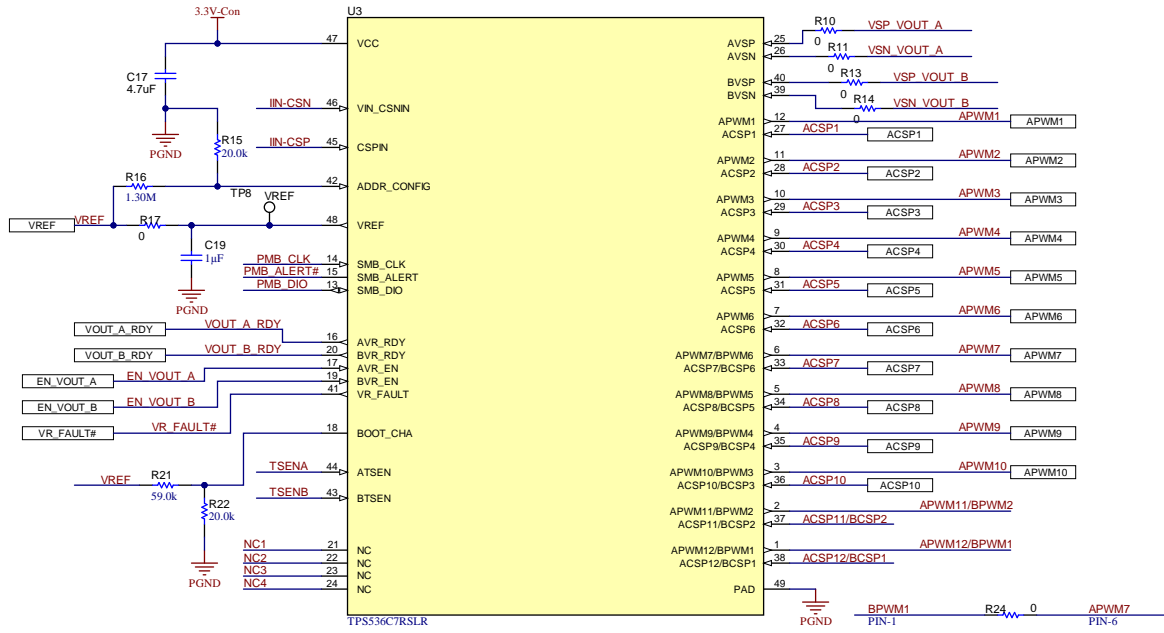 3.3V-Con
U3
47 VCC
C17
4.7uF
PGND
IIN-CSN 46 VIN_CSNIN
IIN-CSP 45 CSPIN
R15
20.0k
R16
1.30M
42 ADDR_CONFIG
TP8 VREF
VREF VREF R17 0 48 VREF
C19
1µF
PGND
PMB_CLK 14 SMB_CLK
PMB_ALERT# 15 SMB_ALERT
PMB_DIO 13 SMB_DIO
VOUT_A_RDY VOUT_A_RDY 16 AVR_RDY
VOUT_B_RDY VOUT_B_RDY 20 BVR_RDY
EN_VOUT_A EN_VOUT_A 17 AVR_EN
EN_VOUT_B EN_VOUT_B 19 BVR_EN
VR_FAULT# VR_FAULT# 41 VR_FAULT
18 BOOT_CHA
VREF R21
59.0k
R22
20.0k
PGND
TSENA 44 ATSEN
TSENB 43 BTSEN
NC1 21 NC
NC2 22 NC
NC3 23 NC
NC4 24 NC
TPS536C7RSLR
AVSP 25 R10 0 VSP_VOUT_A
AVSN 26 R11 0 VSN_VOUT_A
BVSP 40 R13 0 VSP_VOUT_B
BVSN 39 R14 0 VSN_VOUT_B
APWM1 12 APWM1 APWM1
ACSP1 27 ACSP1 ACSP1
APWM2 11 APWM2 APWM2
ACSP2 28 ACSP2 ACSP2
APWM3 10 APWM3 APWM3
ACSP3 29 ACSP3 ACSP3
APWM4 9 APWM4 APWM4
ACSP4 30 ACSP4 ACSP4
APWM5 8 APWM5 APWM5
ACSP5 31 ACSP5 ACSP5
APWM6 7 APWM6 APWM6
ACSP6 32 ACSP6 ACSP6
APWM7/BPWM6 6 APWM7 APWM7
ACSP7/BCSP6 33 ACSP7 ACSP7
APWM8/BPWM5 5 APWM8 APWM8
ACSP8/BCSP5 34 ACSP8 ACSP8
APWM9/BPWM4 4 APWM9 APWM9
ACSP9/BCSP4 35 ACSP9 ACSP9
APWM10/BPWM3 3 APWM10 APWM10
ACSP10/BCSP3 36 ACSP10 ACSP10
APWM11/BPWM2 2 APWM11/BPWM2
ACSP11/BCSP2 37 ACSP11/BCSP2
APWM12/BPWM1 1 APWM12/BPWM1
ACSP12/BCSP1 38 ACSP12/BCSP1
PAD 49
PGND
BPWM1 R24 0 APWM7
PIN-1 PIN-6